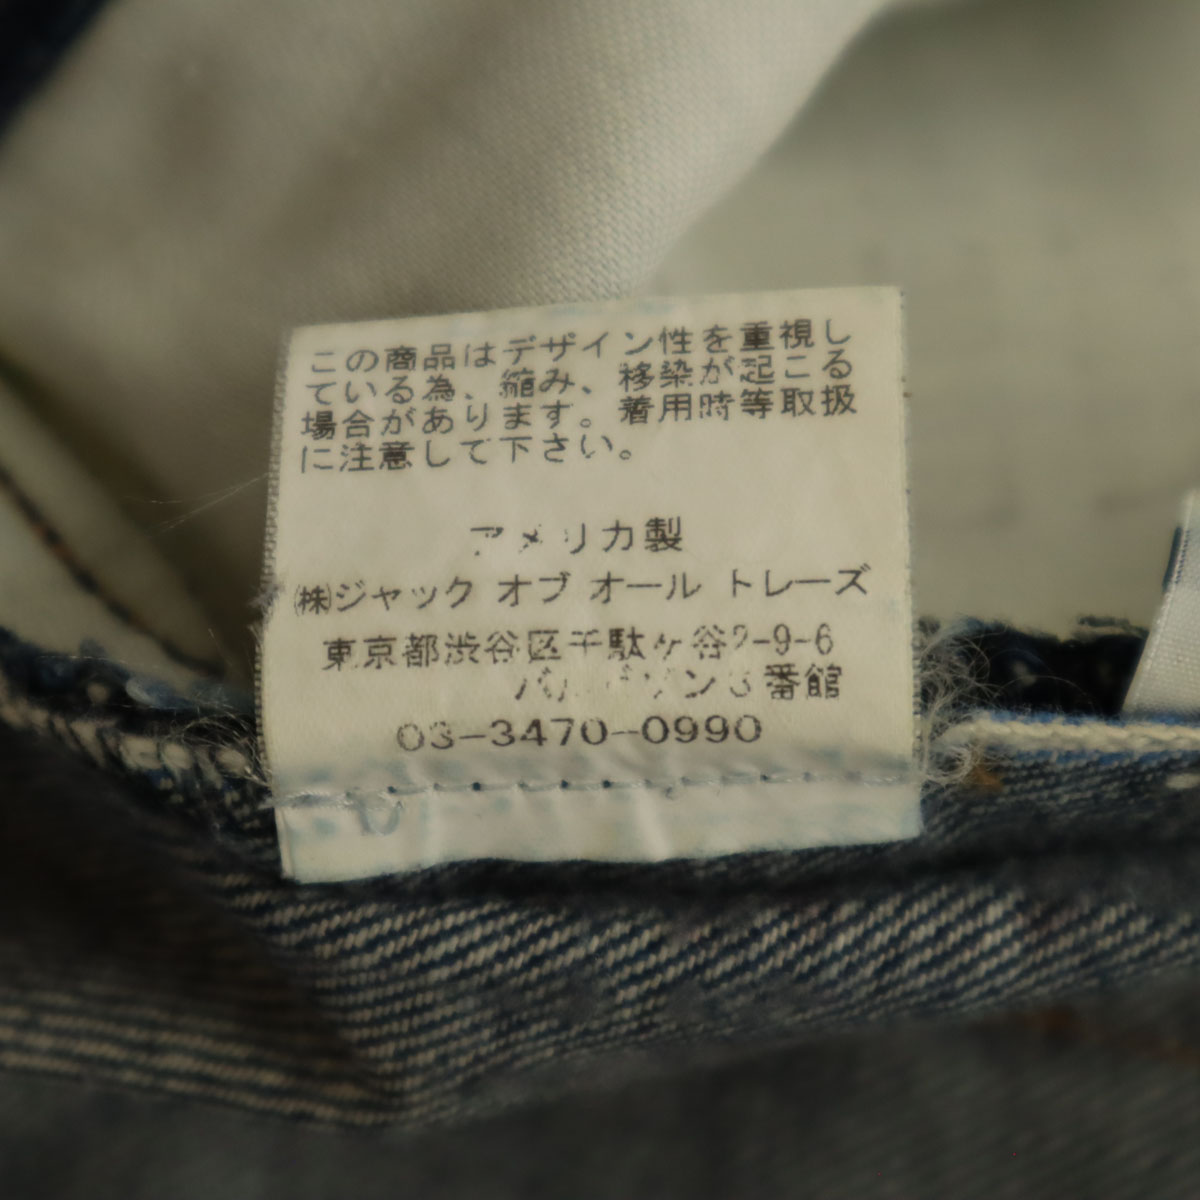 この商品はデザイン性を重視し
ている為、縮み、移染が起こる
場合があります。着用時等取扱
に注意して下さい。
アメリカ製
㈱ジャック オブ オール トレーズ
東京都渋谷区千駄ヶ谷2-9-6
3番館
03-3470-0990